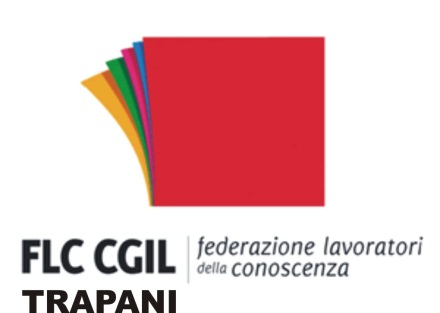 FLC CGIL
federazione lavoratori
della conoscenza
TRAPANI